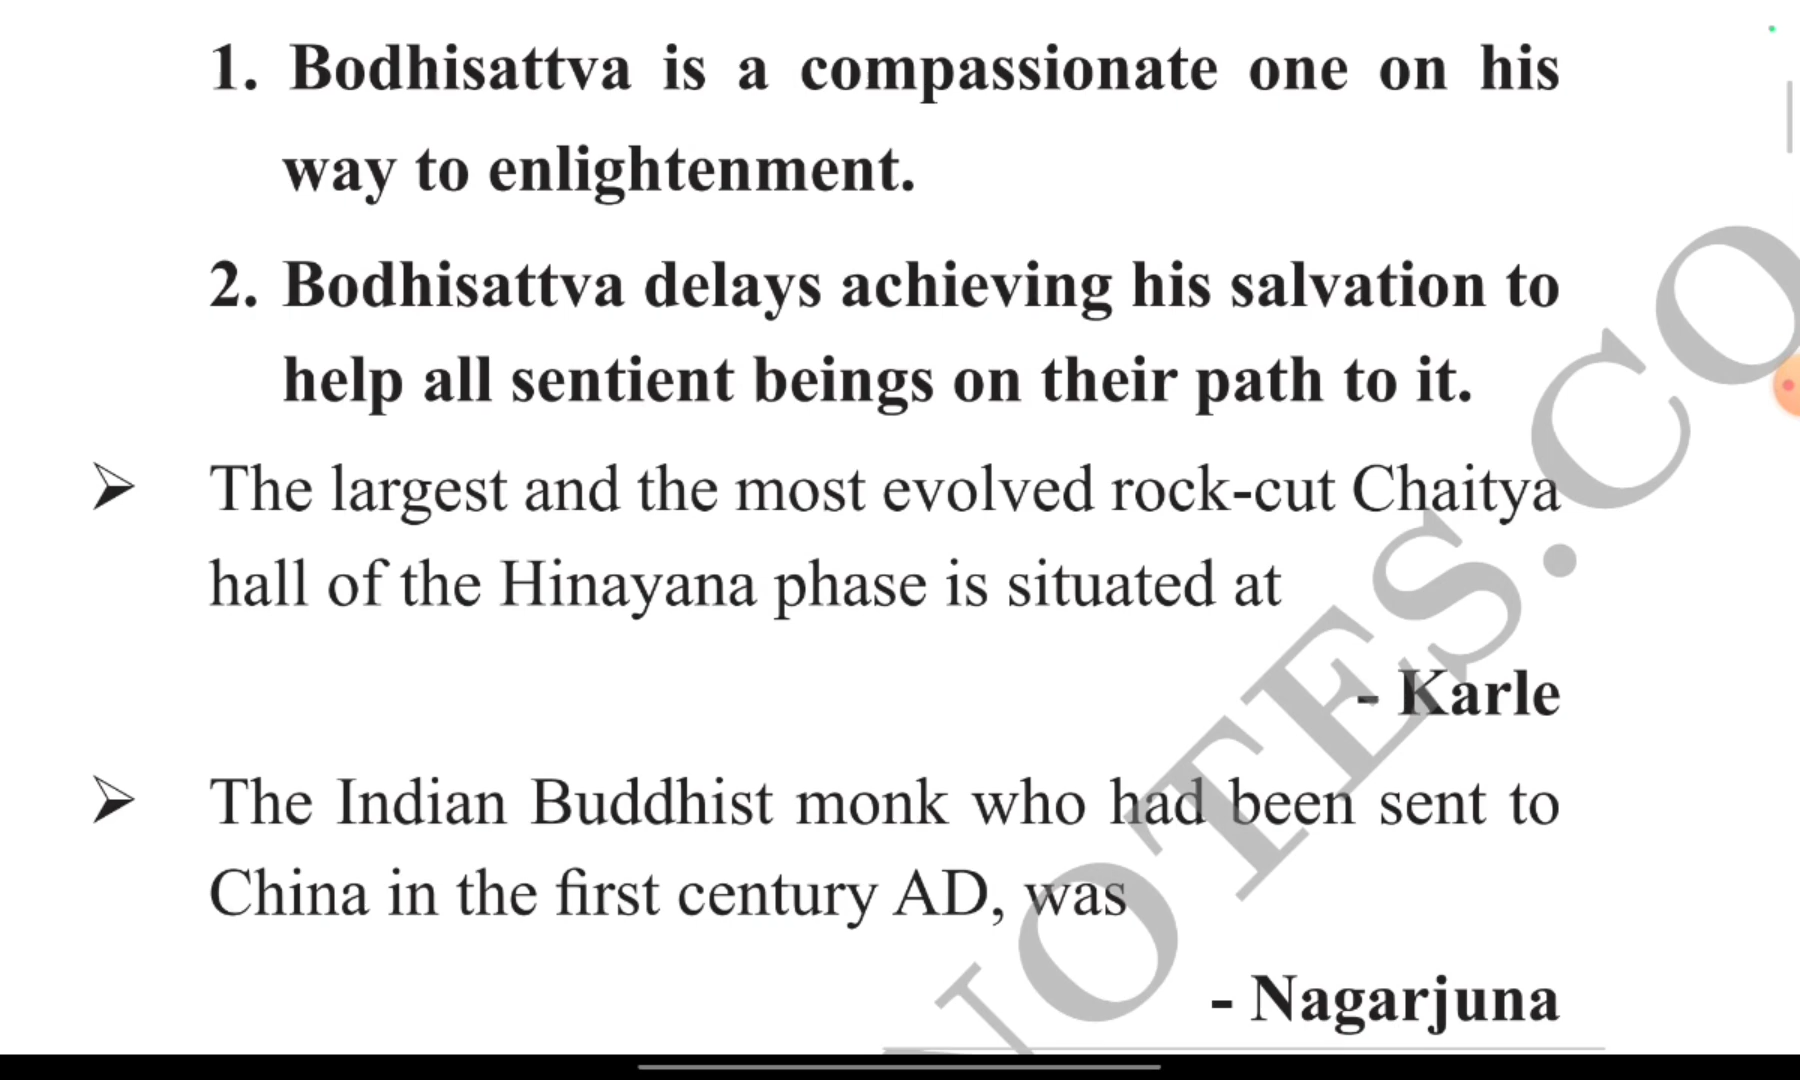 1. Bodhisattva is a compassionate one on his
way to enlightenment.
2. Bodhisattva delays achieving his salvation to
help all sentient beings on their path to it.
➢ The largest and the most evolved rock-cut Chaitya
hall of the Hinayana phase is situated at
- Karle
➢ The Indian Buddhist monk who had been sent to
China in the first century AD, was
- Nagarjuna
NOTES.CO